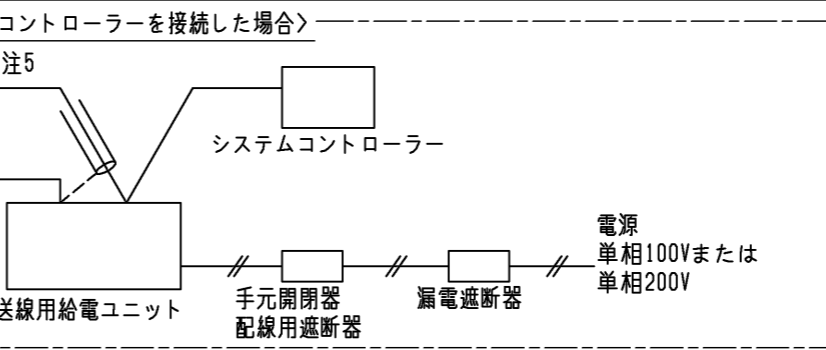 コントローラーを接続した場合〉
注5
システムコントローラー
電源
単相100Vまたは
単相200V
送線用給電ユニット
手元開閉器
配線用遮断器
漏電遮断器